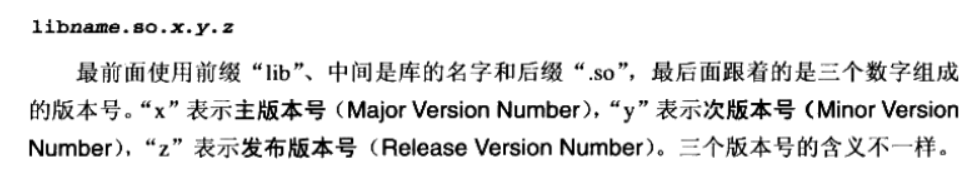 libname.so.x.y.z
最前面使用前缀“lib”、中间是库的名字和后缀“.so”，最后面跟着的是三个数字组成
的版本号。“x”表示主版本号（Major Version Number），“y”表示次版本号（Minor Version
Number），“z”表示发布版本号（Release Version Number）。三个版本号的含义不一样。